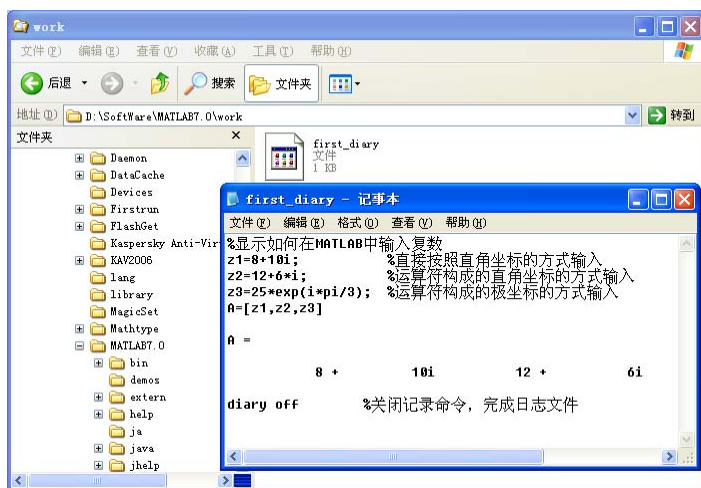 work
文件(F) 编辑(E) 查看(V) 收藏(A) 工具(T) 帮助(H)
后退 搜索 文件夹
地址(D) D:\SoftWare\MATLAB7.0\work 转到
文件夹
Daemon
DataCache
Devices
Firstrun
FlashGet
Kaspersky Anti-Vir
KAV2006
lang
library
MagicSet
Mathtype
MATLAB7.0
bin
demos
extern
help
ja
java
jhelp
first_diary
文件
1 KB
first_diary - 记事本
文件(F) 编辑(E) 格式(O) 查看(V) 帮助(H)
%显示如何在MATLAB中输入复数
z1=8+10i; %直接按照直角坐标的方式输入
z2=12+6*i; %运算符构成的直角坐标的方式输入
z3=25*exp(i*pi/3); %运算符构成的极坐标的方式输入
A=[z1,z2,z3]
A =
8 + 10i 12 + 6i
diary off %关闭记录命令，完成日志文件